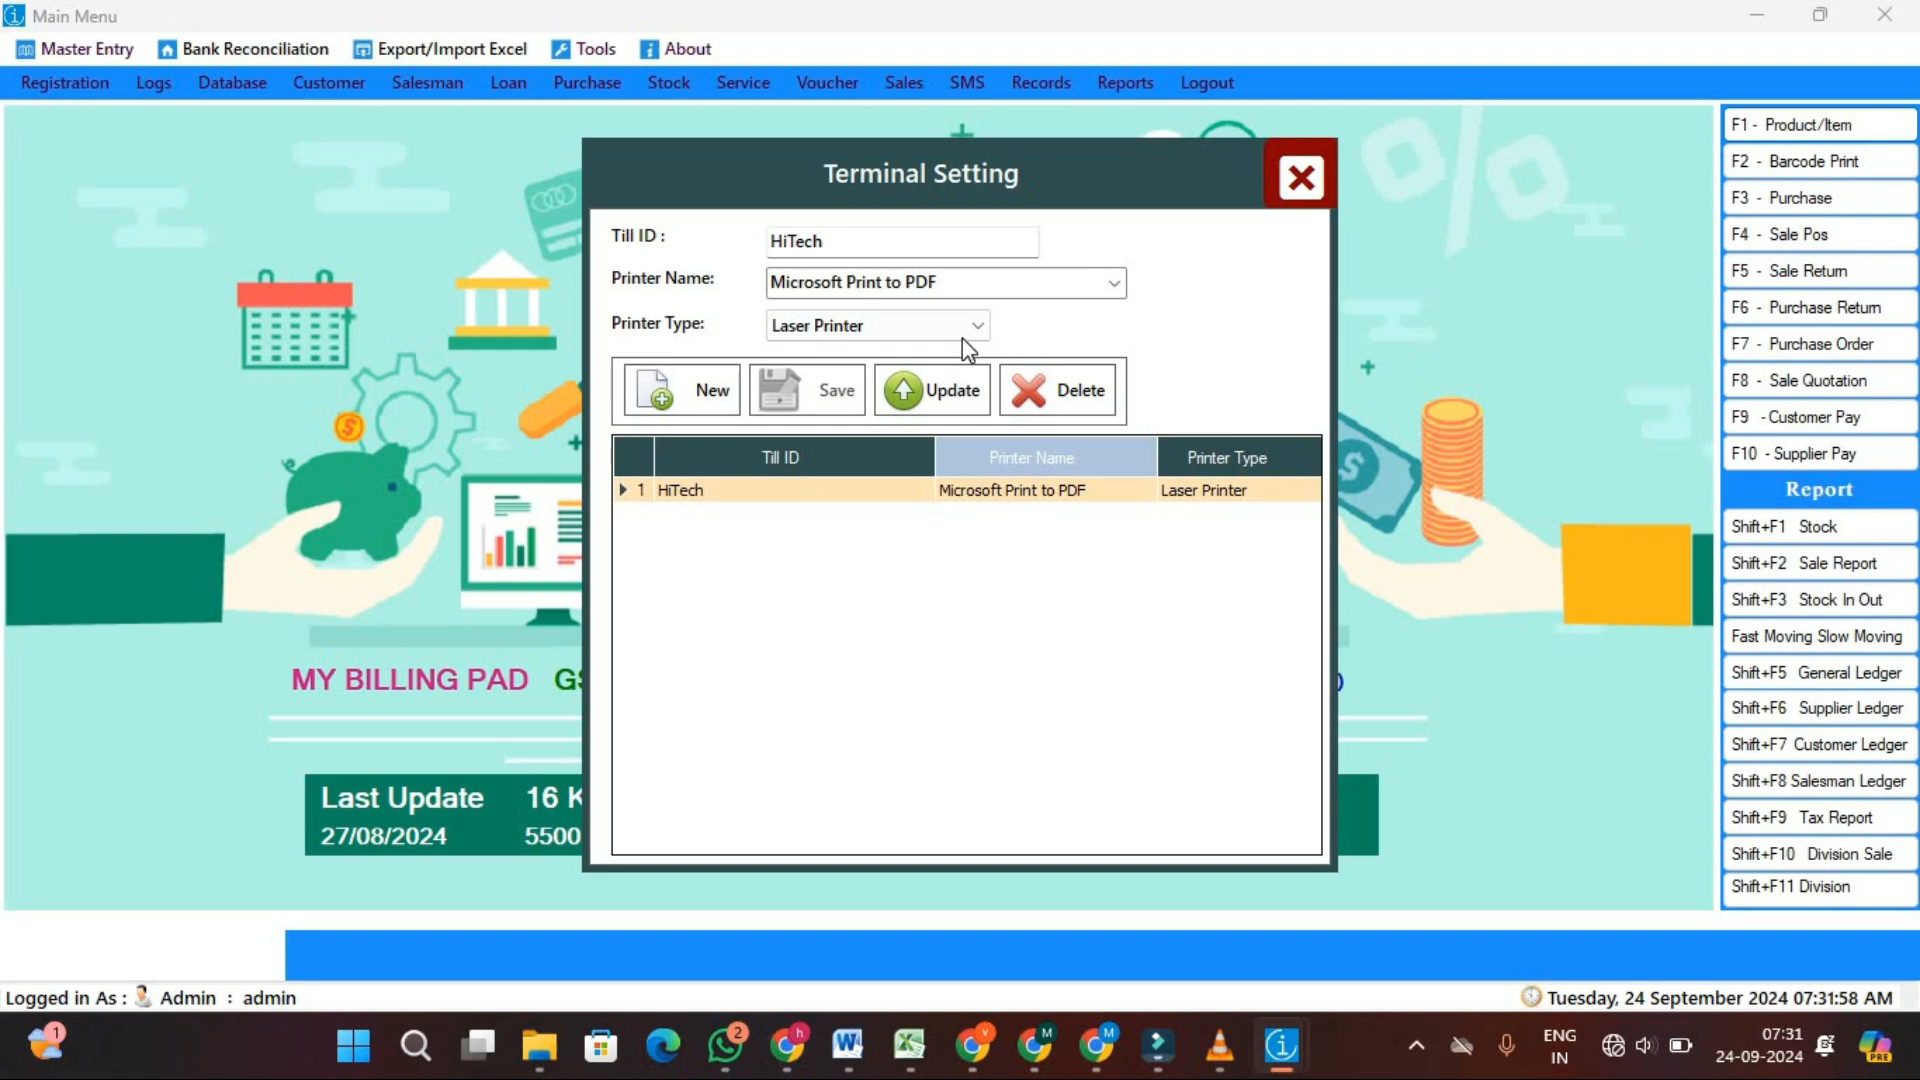 Main Menu
Master Entry Bank Reconciliation Export/Import Excel Tools About
Registration Logs Database Customer Salesman Loan Purchase Stock Service Voucher Sales SMS Records Reports Logout
Terminal Setting
Till ID : HiTech
Printer Name: Microsoft Print to PDF
Printer Type: Laser Printer
New Save Update Delete
Till ID Printer Name Printer Type
1 HiTech Microsoft Print to PDF Laser Printer
MY BILLING PAD
Last Update
27/08/2024 5500
F1 - Product/Item
F2 - Barcode Print
F3 - Purchase
F4 - Sale Pos
F5 - Sale Return
F6 - Purchase Return
F7 - Purchase Order
F8 - Sale Quotation
F9 - Customer Pay
F10 - Supplier Pay
Report
Shift+F1 Stock
Shift+F2 Sale Report
Shift+F3 Stock In Out
Fast Moving Slow Moving
Shift+F5 General Ledger
Shift+F6 Supplier Ledger
Shift+F7 Customer Ledger
Shift+F8 Salesman Ledger
Shift+F9 Tax Report
Shift+F10 Division Sale
Shift+F11 Division
Logged in As : Admin : admin
Tuesday, 24 September 2024 07:31:58 AM
ENG
IN
07:31
24-09-2024